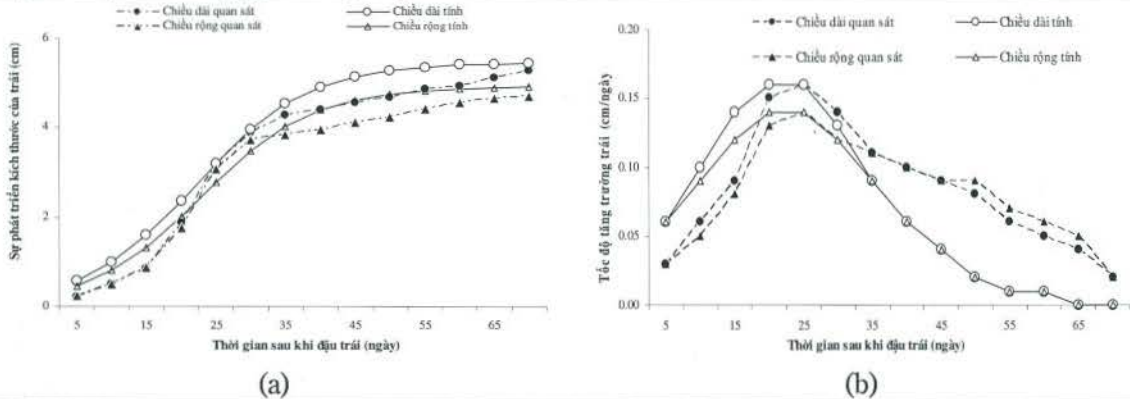 Chiều dài quan sát
Chiều dài tính
Chiều rộng quan sát
Chiều rộng tính
Sự phát triển kích thước của trái (cm)
6
4
2
0
5 15 25 35 45 55 65
Thời gian sau khi đậu trái (ngày)
(a)
Chiều dài quan sát
Chiều dài tính
Chiều rộng quan sát
Chiều rộng tính
Tốc độ tăng trưởng trái (cm/ngày)
0.20
0.15
0.10
0.05
0.00
5 15 25 35 45 55 65
Thời gian sau khi đậu trái (ngày)
(b)